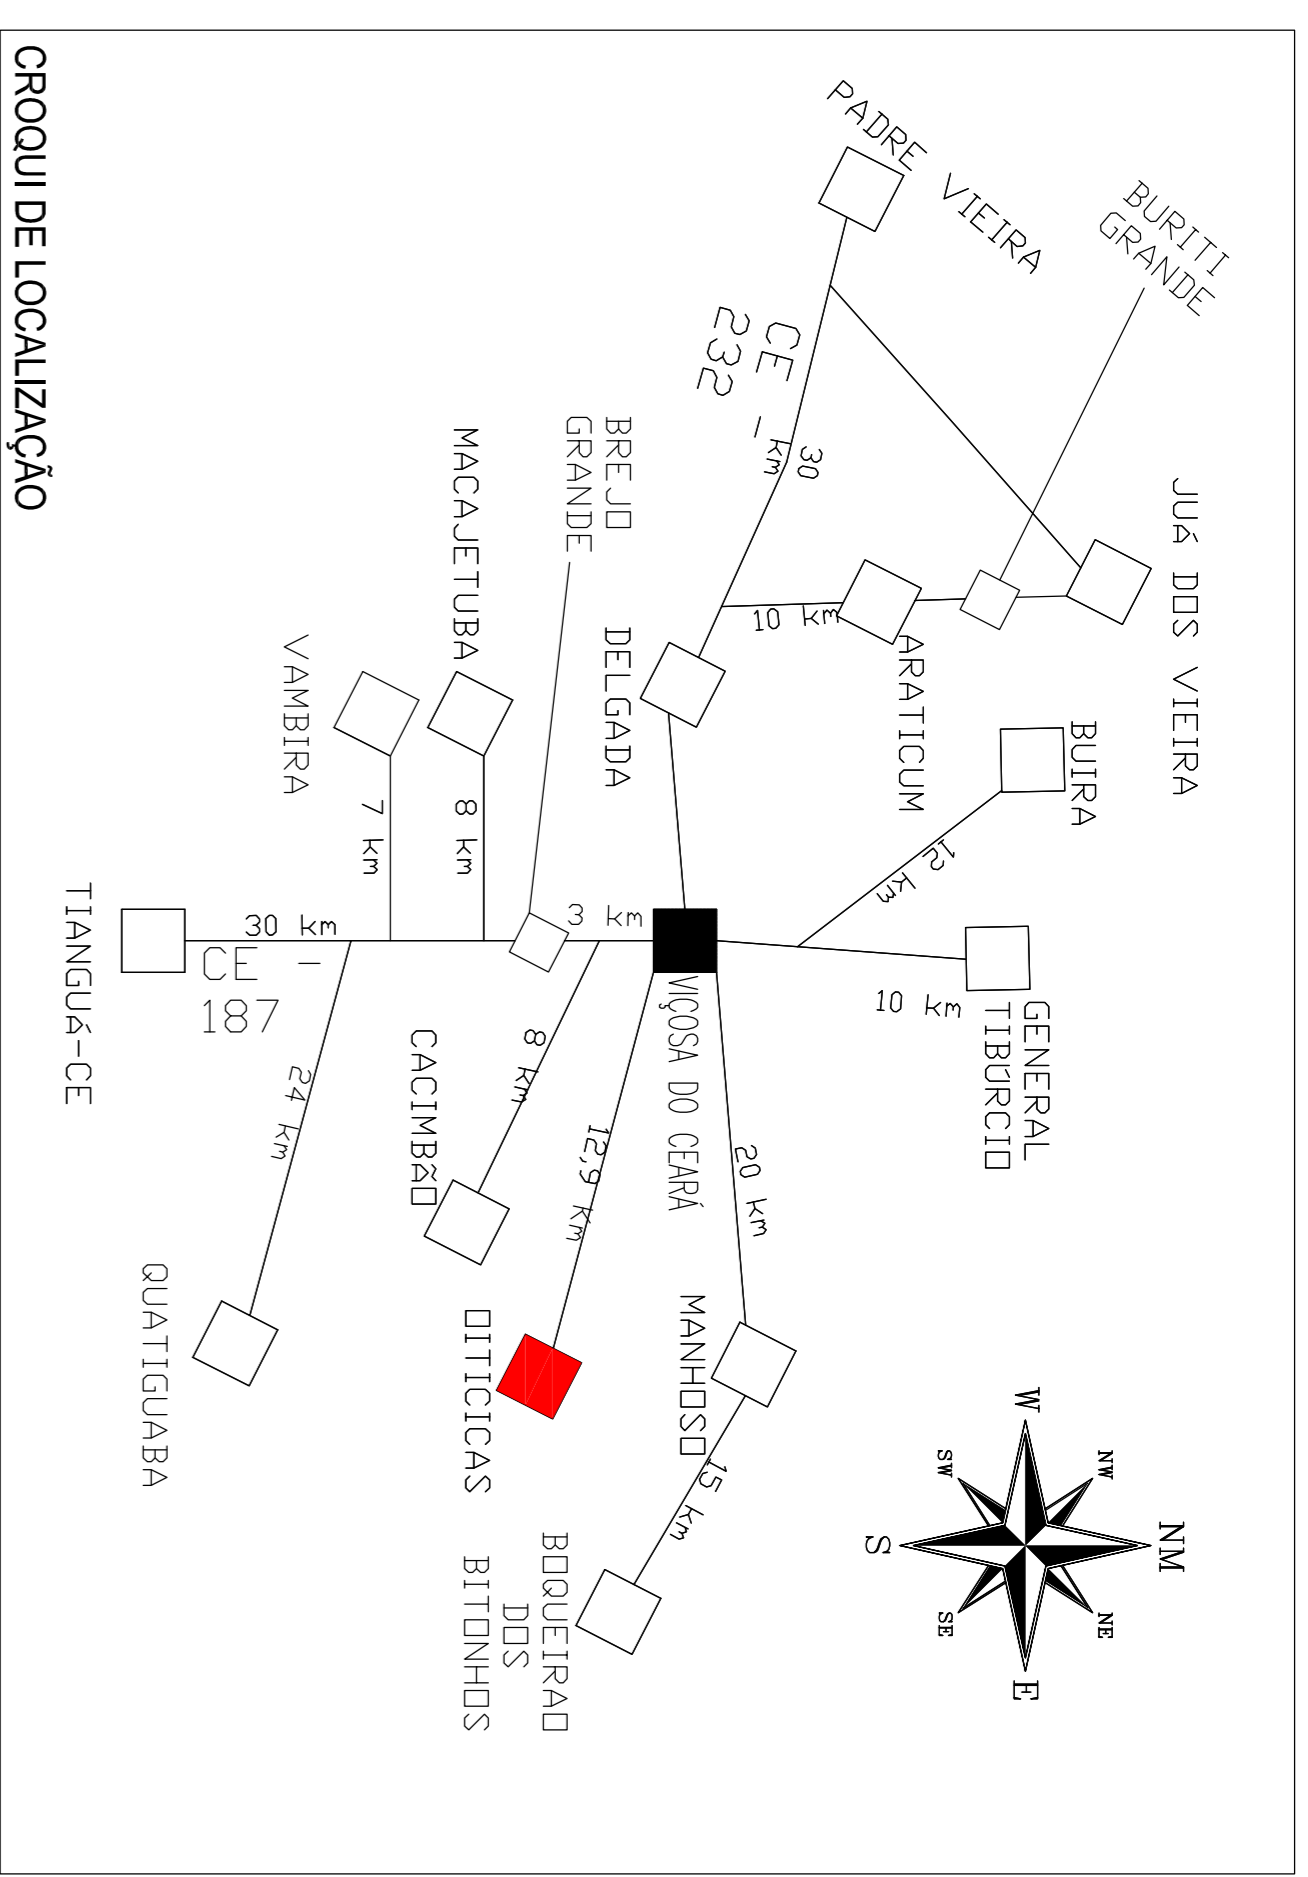 PADRE VIEIRA
BURITI
GRANDE
JUÁ DOS VIEIRA
CE -
232
30
km
10 km
ARATICUM
BUIRA
12 km
DELGADA
BREJO
GRANDE
MACAJETUBA
VAMBIRA
8 km
7 km
3 km
10 km
GENERAL
TIBÚRCIO
VIÇOSA DO CEARÁ
TIANGUÁ-CE
30 km
CE -
187
24 km
QUATIGUABA
CACIMBÃO
8 km
12,9 km
OITICICAS
20 km
MANHOSO
15 km
BOQUEIRAO
DOS
BITONHOS
NM
NW
NE
W
E
SW
SE
S
CROQUI DE LOCALIZAÇÃO